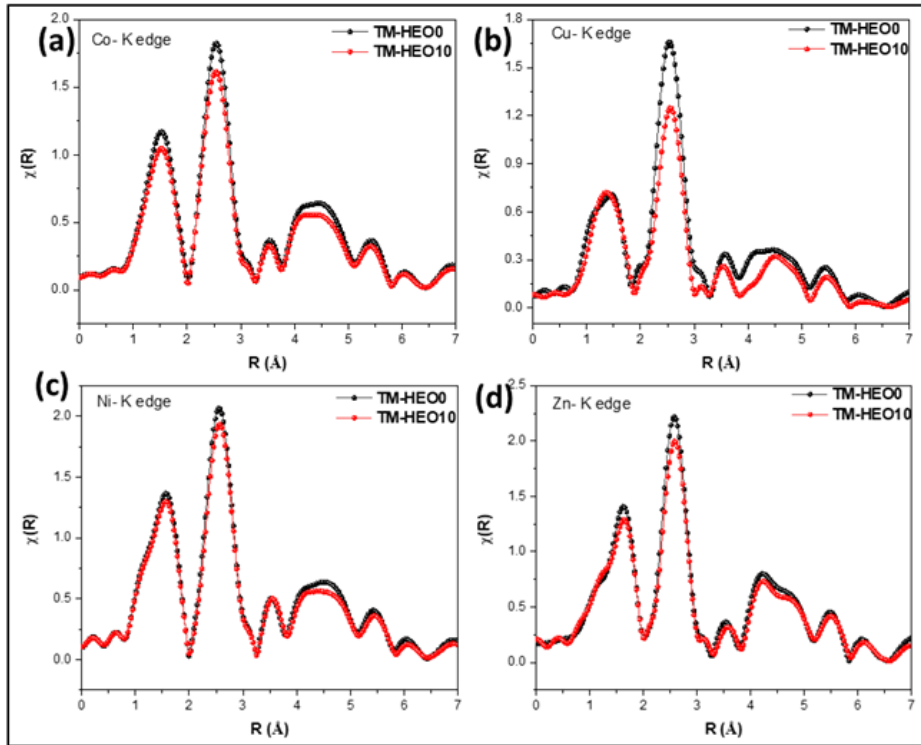 (a) Co- K edge
TM-HEO0
TM-HEO10
2.0
1.5
1.0
0.5
0.0
χ(R)
0 1 2 3 4 5 6 7
R (Å)
(b) Cu- K edge
TM-HEO0
TM-HEO10
1.8
1.5
1.2
0.9
0.6
0.3
0.0
χ(R)
0 1 2 3 4 5 6 7
R (Å)
(c) Ni- K edge
TM-HEO0
TM-HEO10
2.0
1.5
1.0
0.5
0.0
χ(R)
0 1 2 3 4 5 6 7
R (Å)
(d) Zn- K edge
TM-HEO0
TM-HEO10
2.5
2.0
1.5
1.0
0.5
0.0
χ(R)
0 1 2 3 4 5 6 7
R (Å)